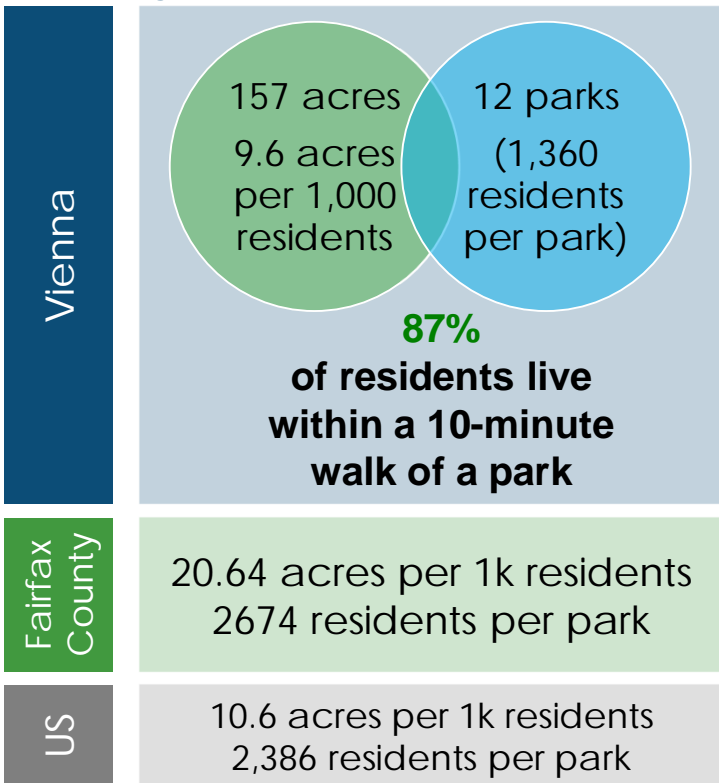 Vienna
157 acres
9.6 acres
per 1,000
residents
12 parks
(1,360
residents
per park)
87%
of residents live
within a 10-minute
walk of a park
Fairfax
County
20.64 acres per 1k residents
2674 residents per park
US
10.6 acres per 1k residents
2,386 residents per park